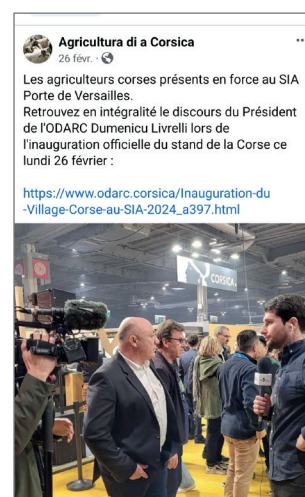 Agricultura di a Corsica
26 févr. ·
Les agriculteurs corses présents en force au SIA
Porte de Versailles.
Retrouvez en intégralité le discours du Président
de l'ODARC Dumenicu Livrelli lors de
l'inauguration officielle du stand de la Corse ce
lundi 26 février :
https://www.odarc.corsica/Inauguration-du
-Village-Corse-au-SIA-2024_a397.html
CORSICA